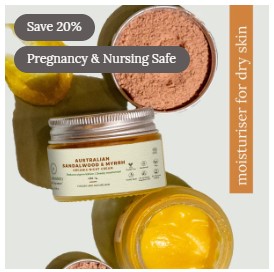 Save 20%
Pregnancy & Nursing Safe
moisturiser for dry skin
AUSTRALIAN
SANDALWOOD & MYRRH